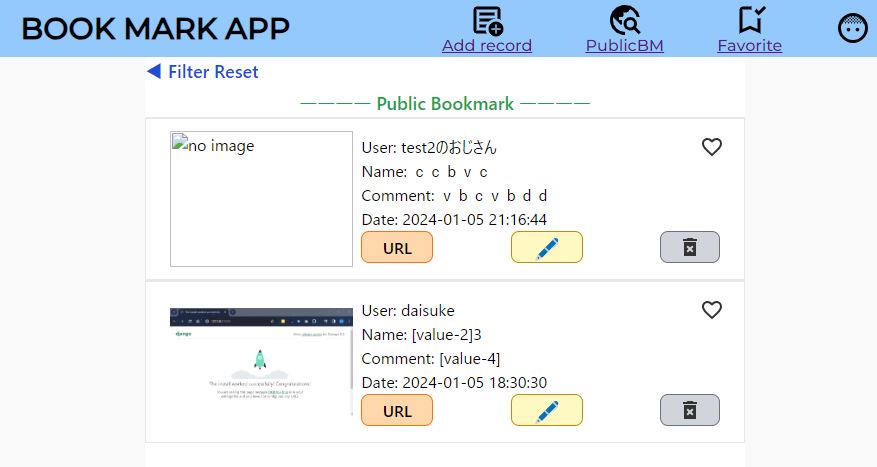 BOOK MARK APP
Add record
PublicBM
Favorite
◀ Filter Reset
―――― Public Bookmark ――――
no image
User: test2のおじさん
Name: ｃｃｂｖｃ
Comment: ｖｂｃｖｂｄｄ
Date: 2024-01-05 21:16:44
URL
django
The install worked successfully! Congratulations!
User: daisuke
Name: [value-2]3
Comment: [value-4]
Date: 2024-01-05 18:30:30
URL